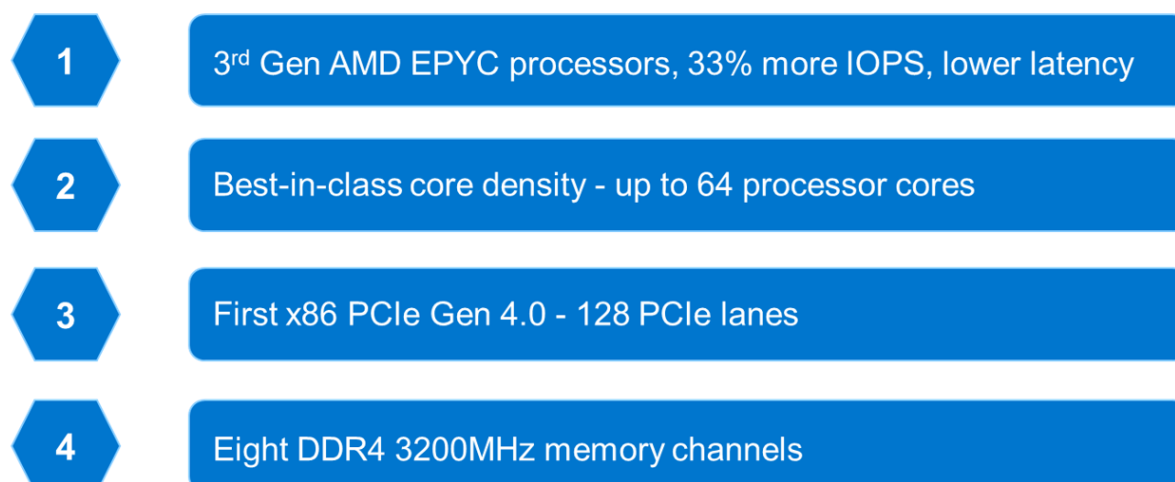 1
3rd Gen AMD EPYC processors, 33% more IOPS, lower latency
2
Best-in-class core density - up to 64 processor cores
3
First x86 PCIe Gen 4.0 - 128 PCIe lanes
4
Eight DDR4 3200MHz memory channels